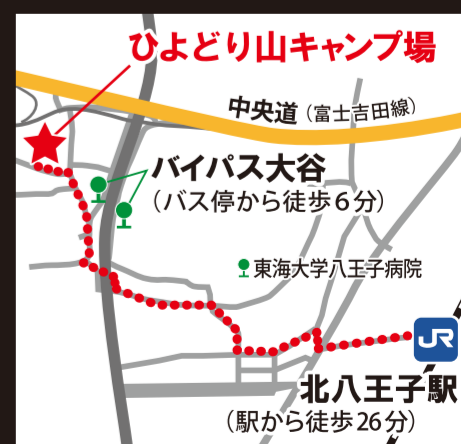 ひよどり山キャンプ場
中央道（富士吉田線）
バイパス大谷
（バス停から徒歩6分）
東海大学八王子病院
JR
北八王子駅
（駅から徒歩26分）